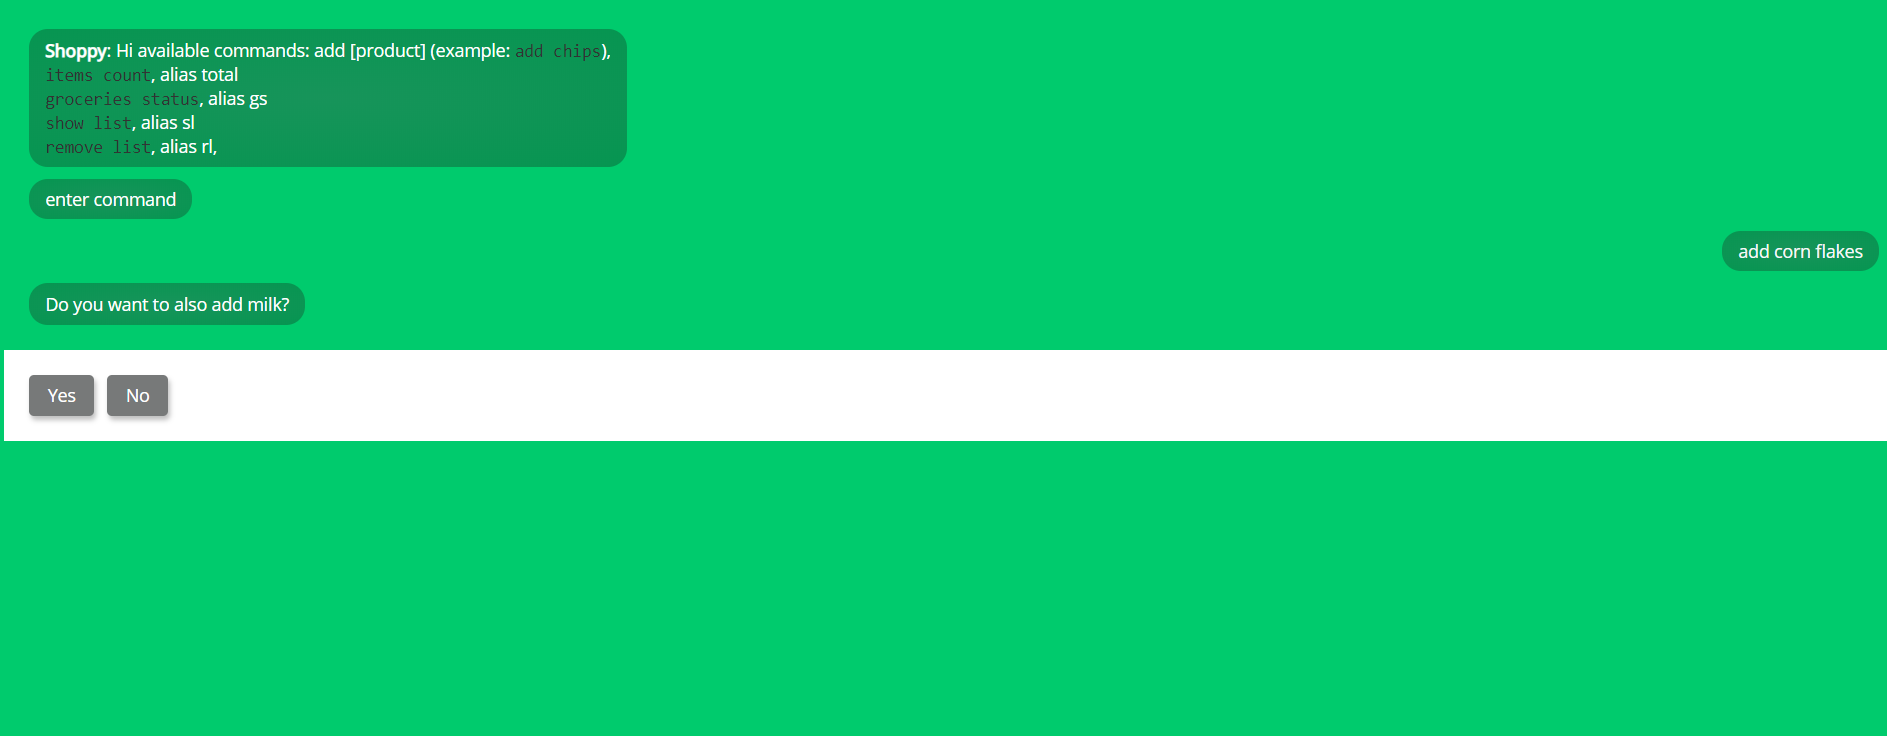 Shoppy: Hi available commands: add [product] (example: add chips),
items count, alias total
groceries status, alias gs
show list, alias sl
remove list, alias rl,
enter command
add corn flakes
Do you want to also add milk?
Yes No